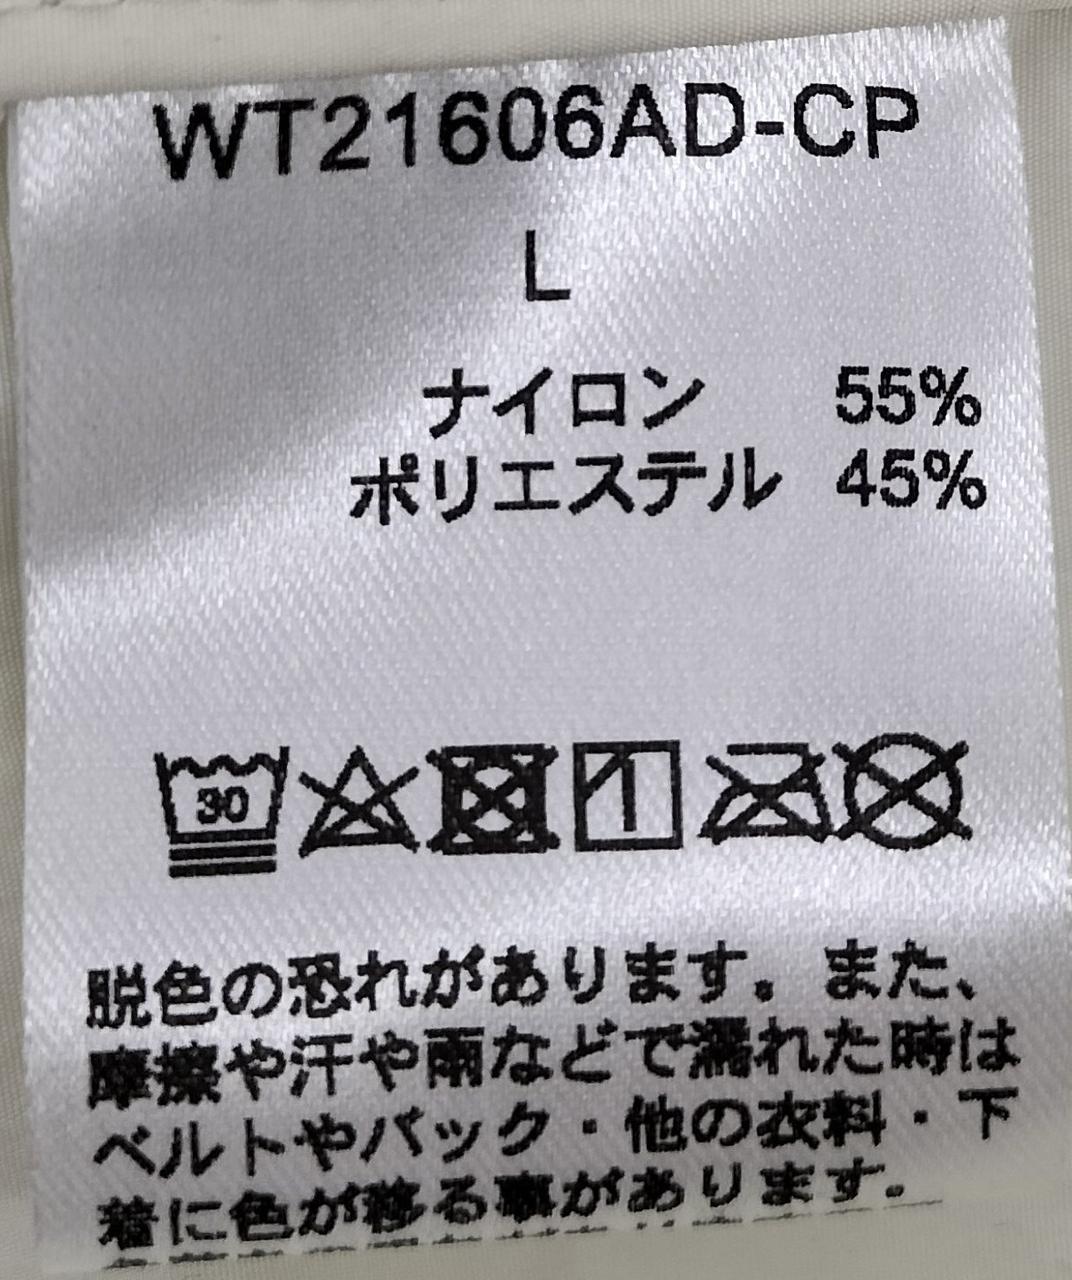 WT21606AD-CP
L
ナイロン 55%
ポリエステル 45%
30
脱色の恐れがあります。また、
摩擦や汗や雨などで濡れた時は
ベルトやバック・他の衣料・下
着に色が移る事があります。